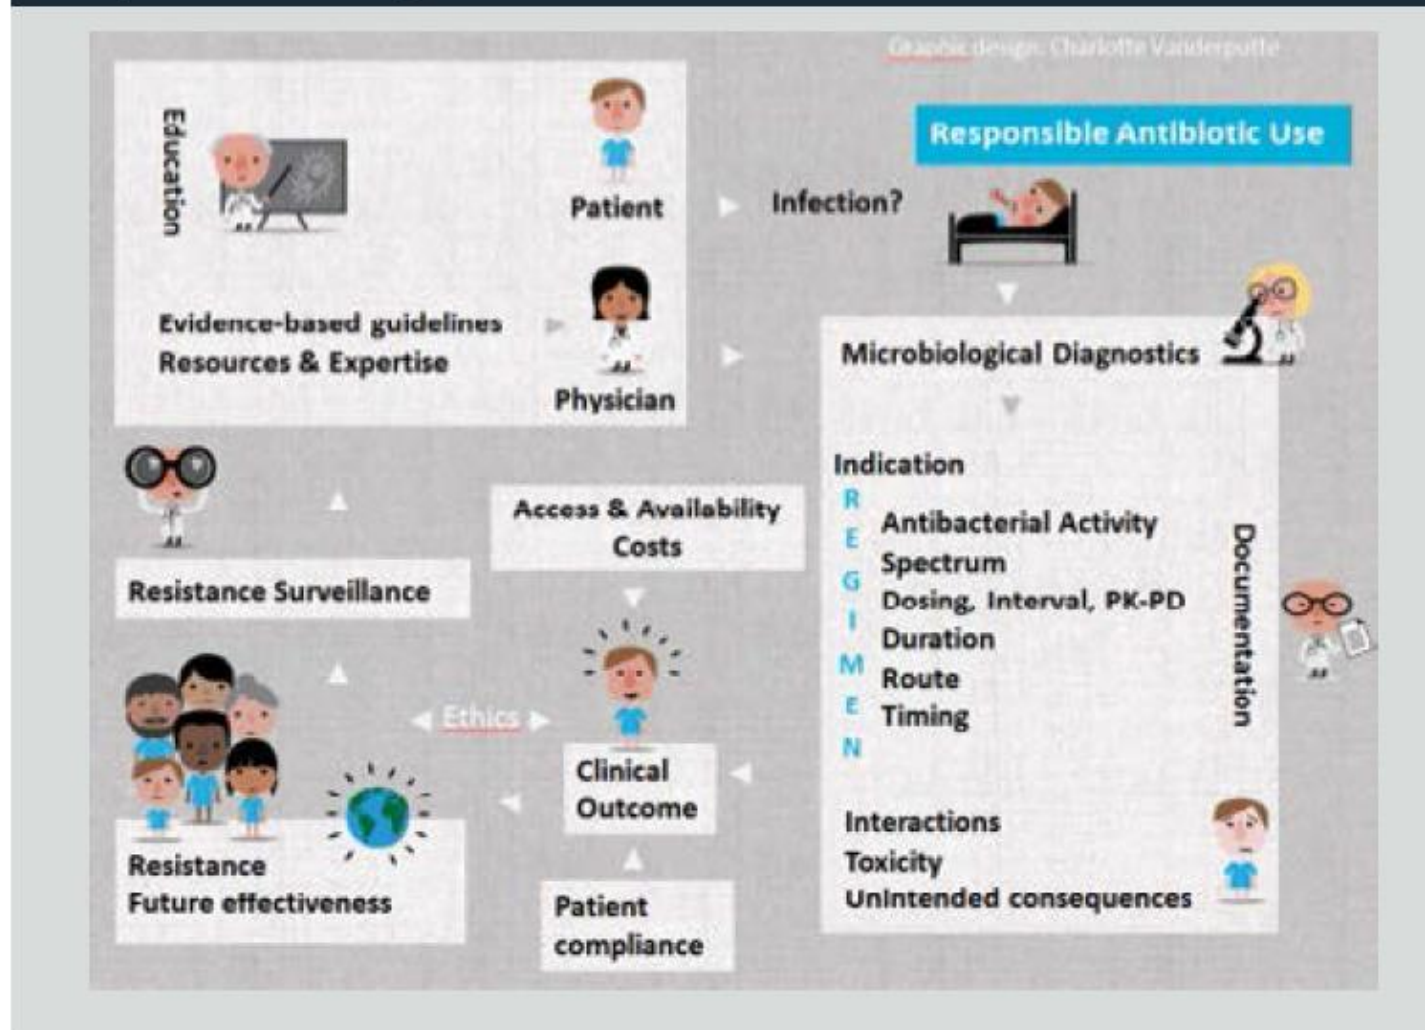 Graphic design: Charlotte Vanderputte
Responsible Antibiotic Use
Education
Patient
Infection?
Evidence-based guidelines
Resources & Expertise
Physician
Microbiological Diagnostics
Indication
REGIMEN
Antibacterial Activity
Spectrum
Dosing, Interval, PK-PD
Duration
Route
Timing
Documentation
Interactions
Toxicity
UnIntended consequences
Access & Availability
Costs
Clinical
Outcome
Patient
compliance
Ethics
Resistance Surveillance
Resistance
Future effectiveness